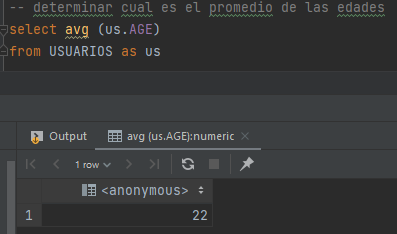 -- determinar cual es el promedio de las edades
select avg (us.AGE)
from USUARIOS as us
Output
avg (us.AGE):numeric
1 row
<anonymous>
1 22